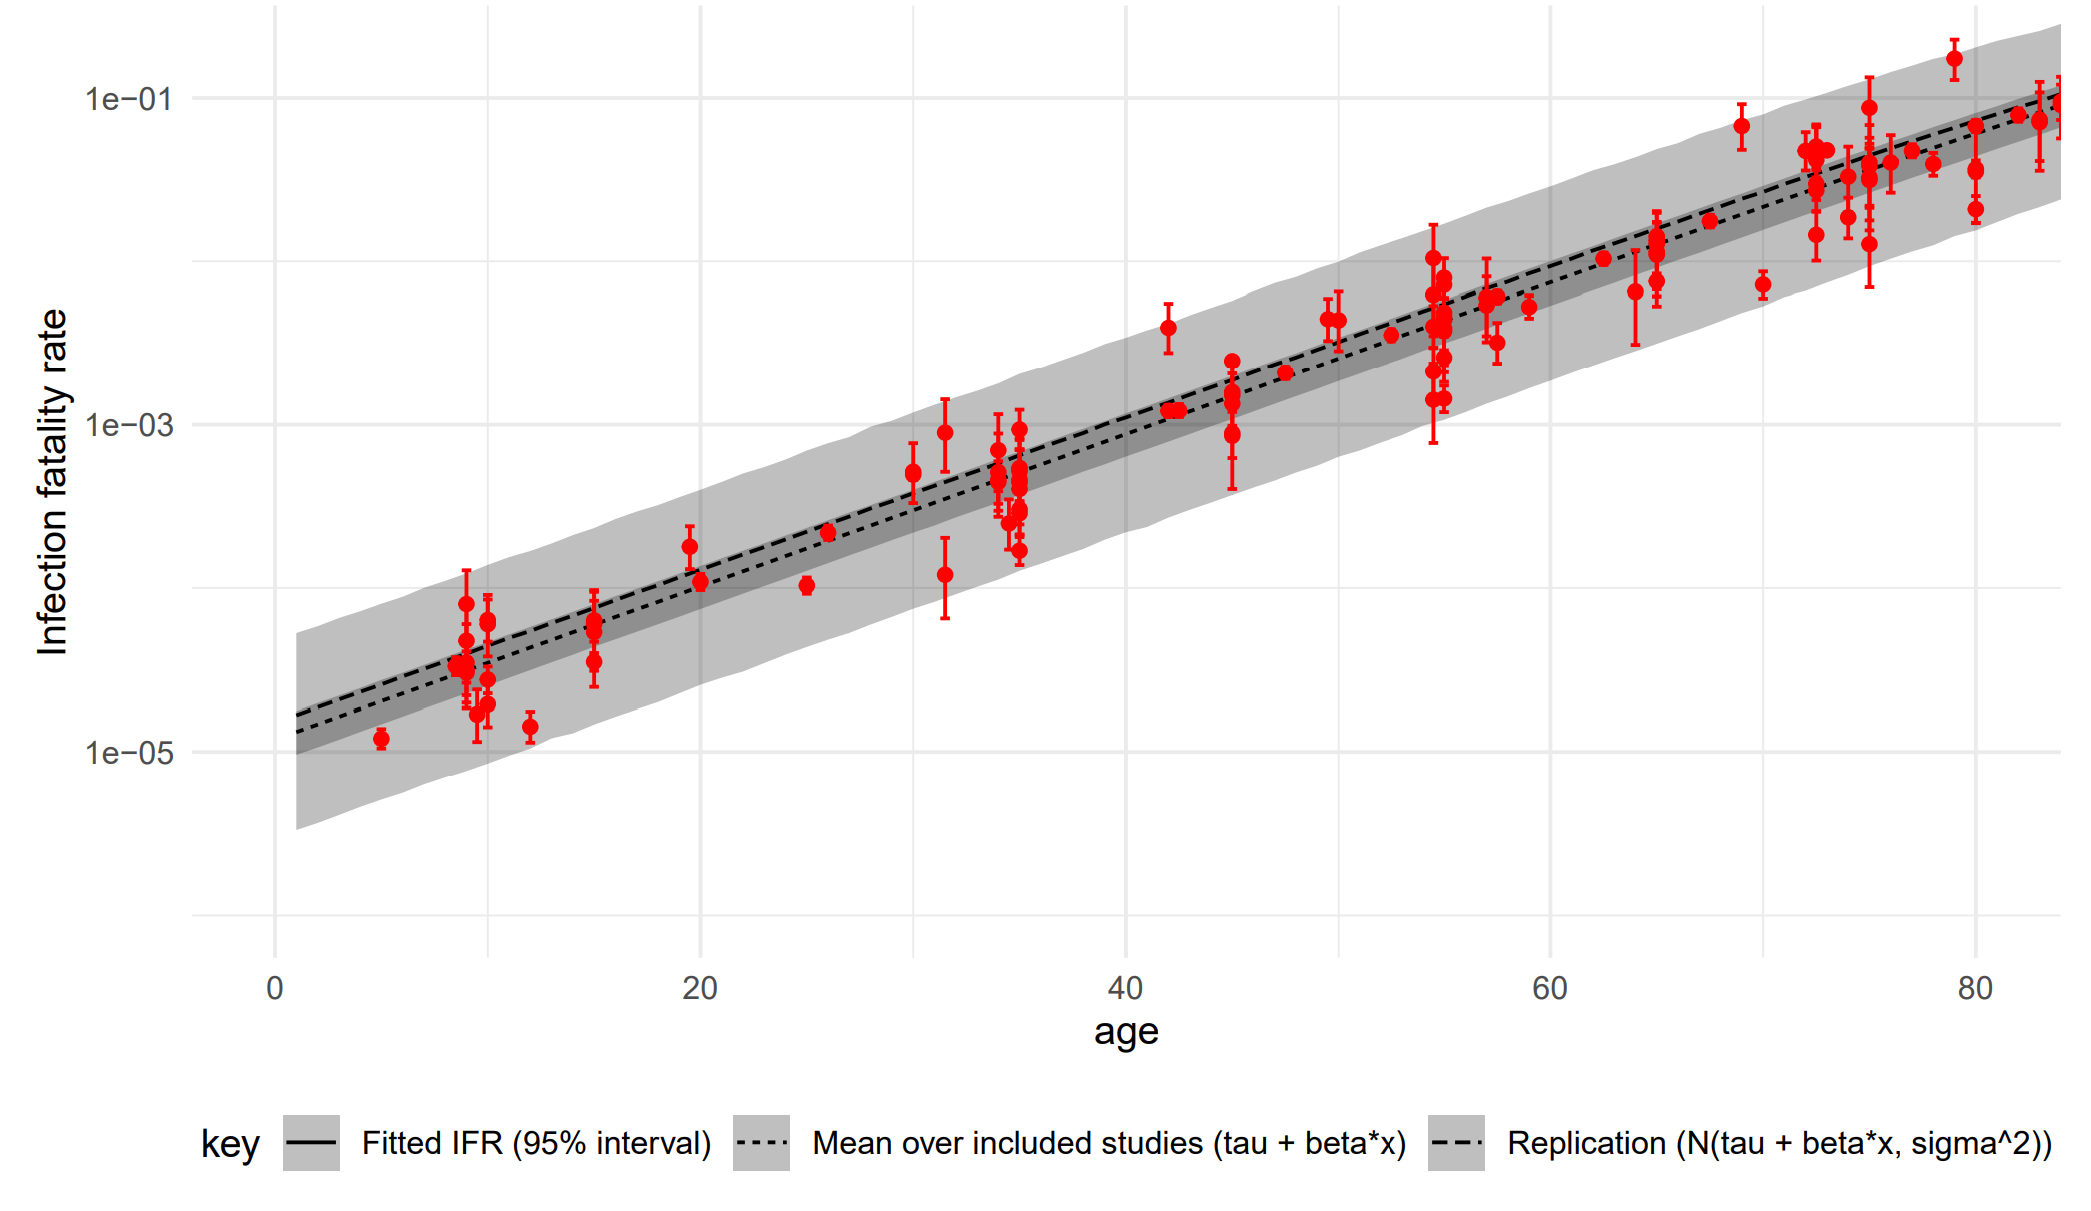 Infection fatality rate
1e−01
1e−03
1e−05
0 20 40 60 80
age
key Fitted IFR (95% interval) Mean over included studies (tau + beta*x) Replication (N(tau + beta*x, sigma^2))